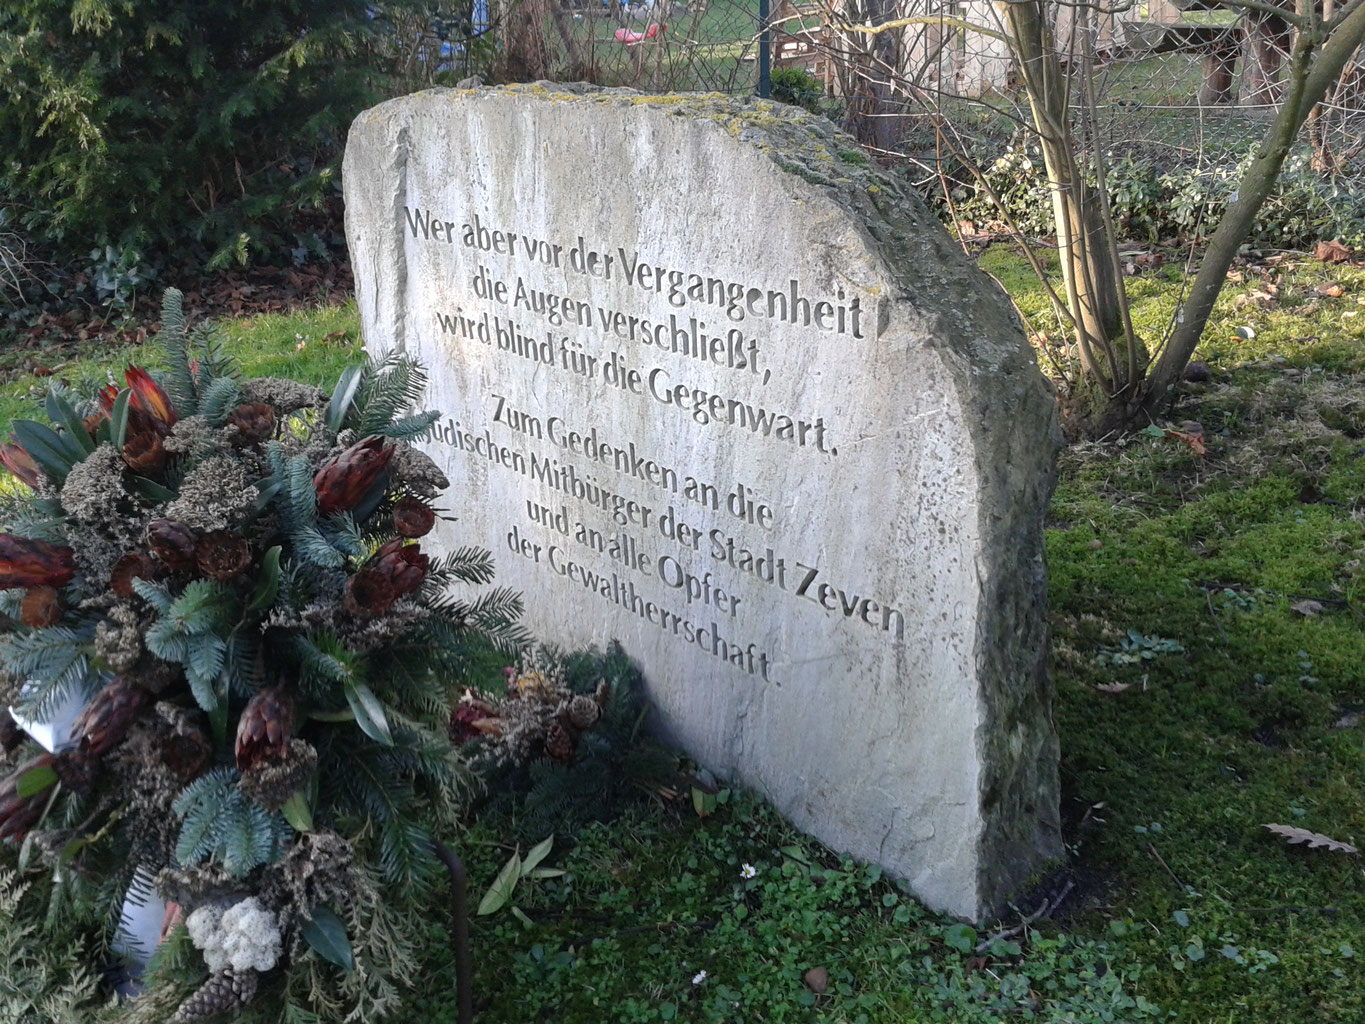 Wer aber vor der Vergangenheit
die Augen verschließt,
wird blind für die Gegenwart.
Zum Gedenken an die
jüdischen Mitbürger der Stadt Zeven
und an alle Opfer
der Gewaltherrschaft.